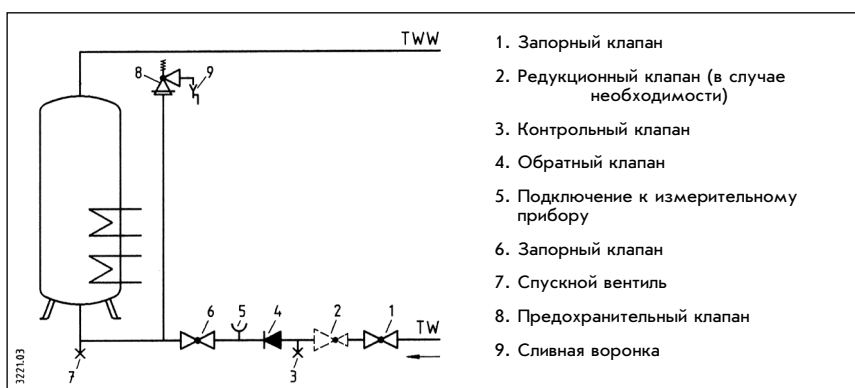 TWW
8
9
6
5
4
2
1
TW
7
3
3221.03
1. Запорный клапан
2. Редукционный клапан (в случае
необходимости)
3. Контрольный клапан
4. Обратный клапан
5. Подключение к измерительному
прибору
6. Запорный клапан
7. Спускной вентиль
8. Предохранительный клапан
9. Сливная воронка